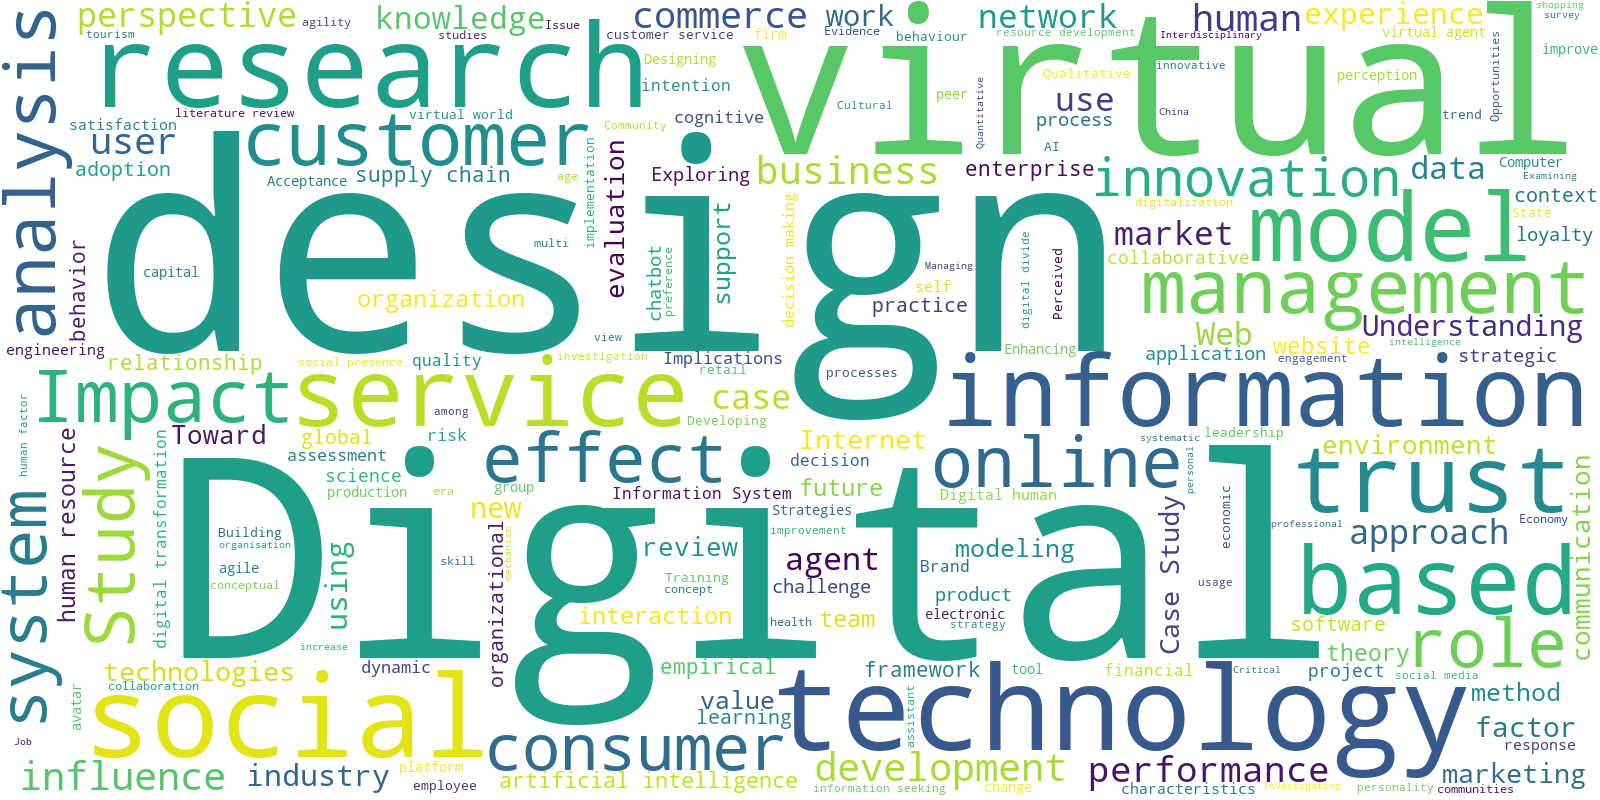 perspective
tourism
agility
knowledge
Issue
studies
commerce
customer service
work
firm
Evidence
behaviour
network
resource development
human
Interdisciplinary
experience
virtual agent
shopping
survey
improve
analysis
research
virtual
Designing
intention
Qualitative
innovative
perception
Opportunities
literature review
satisfaction
user
adoption
customer
virtual world
Community
cognitive
Cultural
peer
Quantitative
use
process
AI
China
trend
Acceptance
supply chain
age
implementation
evaluation
Exploring
business
enterprise
innovation
data
Computer
Examining
context
State
loyalty
digitalization
design
behavior
capital
multi
organization
chatbot
preference
support
decision making
Managing
self
practice
digital divide
Perceived
market
collaborative
model
management
Understanding
intelligence
engineering
relationship
social presence
quality
view
investigation
Implications
retail
processes
Enhancing
Web
application
website
engagement
strategic
Impact
service
among
case
Developing
information
human factor
human resource
Toward
global
risk
assessment
science
production
era
effect
group
Internet
decision
online
systematic
personal
leadership
environment
trust
system
Study
digital transformation
Building
organisation
agile
conceptual
using
Digital
skill
new
organizational
mechanism
Information System
future
Strategies
improvement
review
agent
Training
concept
challenge
interaction
health
team
Digital human
modeling
Brand
product
electronic
strategy
Case Study
economic
usage
professional
Economy
approach
based
communication
software
role
theory
increase
technologies
collaboration
avatar
dynamic
social
Job
empirical
value
learning
framework
assistant
tool
financial
Critical
project
social media
method
factor
response
technology
consumer
influence
industry
platform
employee
artificial intelligence
development
information seeking
change
performance
characteristics
Investigating
personality
marketing
communities